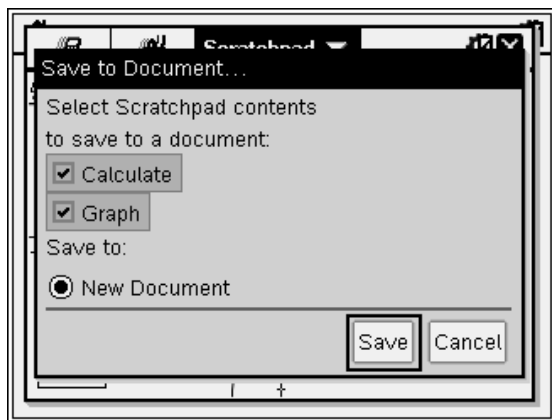 Scratchpad
Save to Document...
Select Scratchpad contents
to save to a document:
Calculate
Graph
Save to:
New Document
Save Cancel